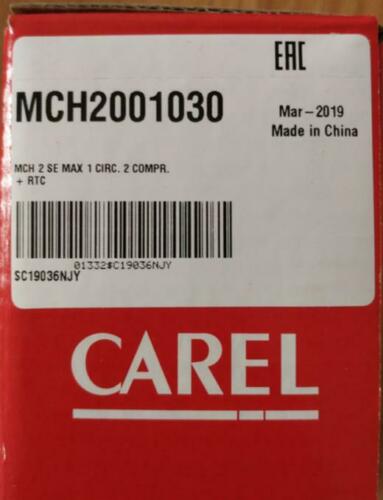 EAC
MCH2001030
Mar-2019
Made in China
MCH 2 SE MAX 1 CIRC. 2 COMPR.
+ RTC
01332$C19036NJY
SC19036NJY
CAREL